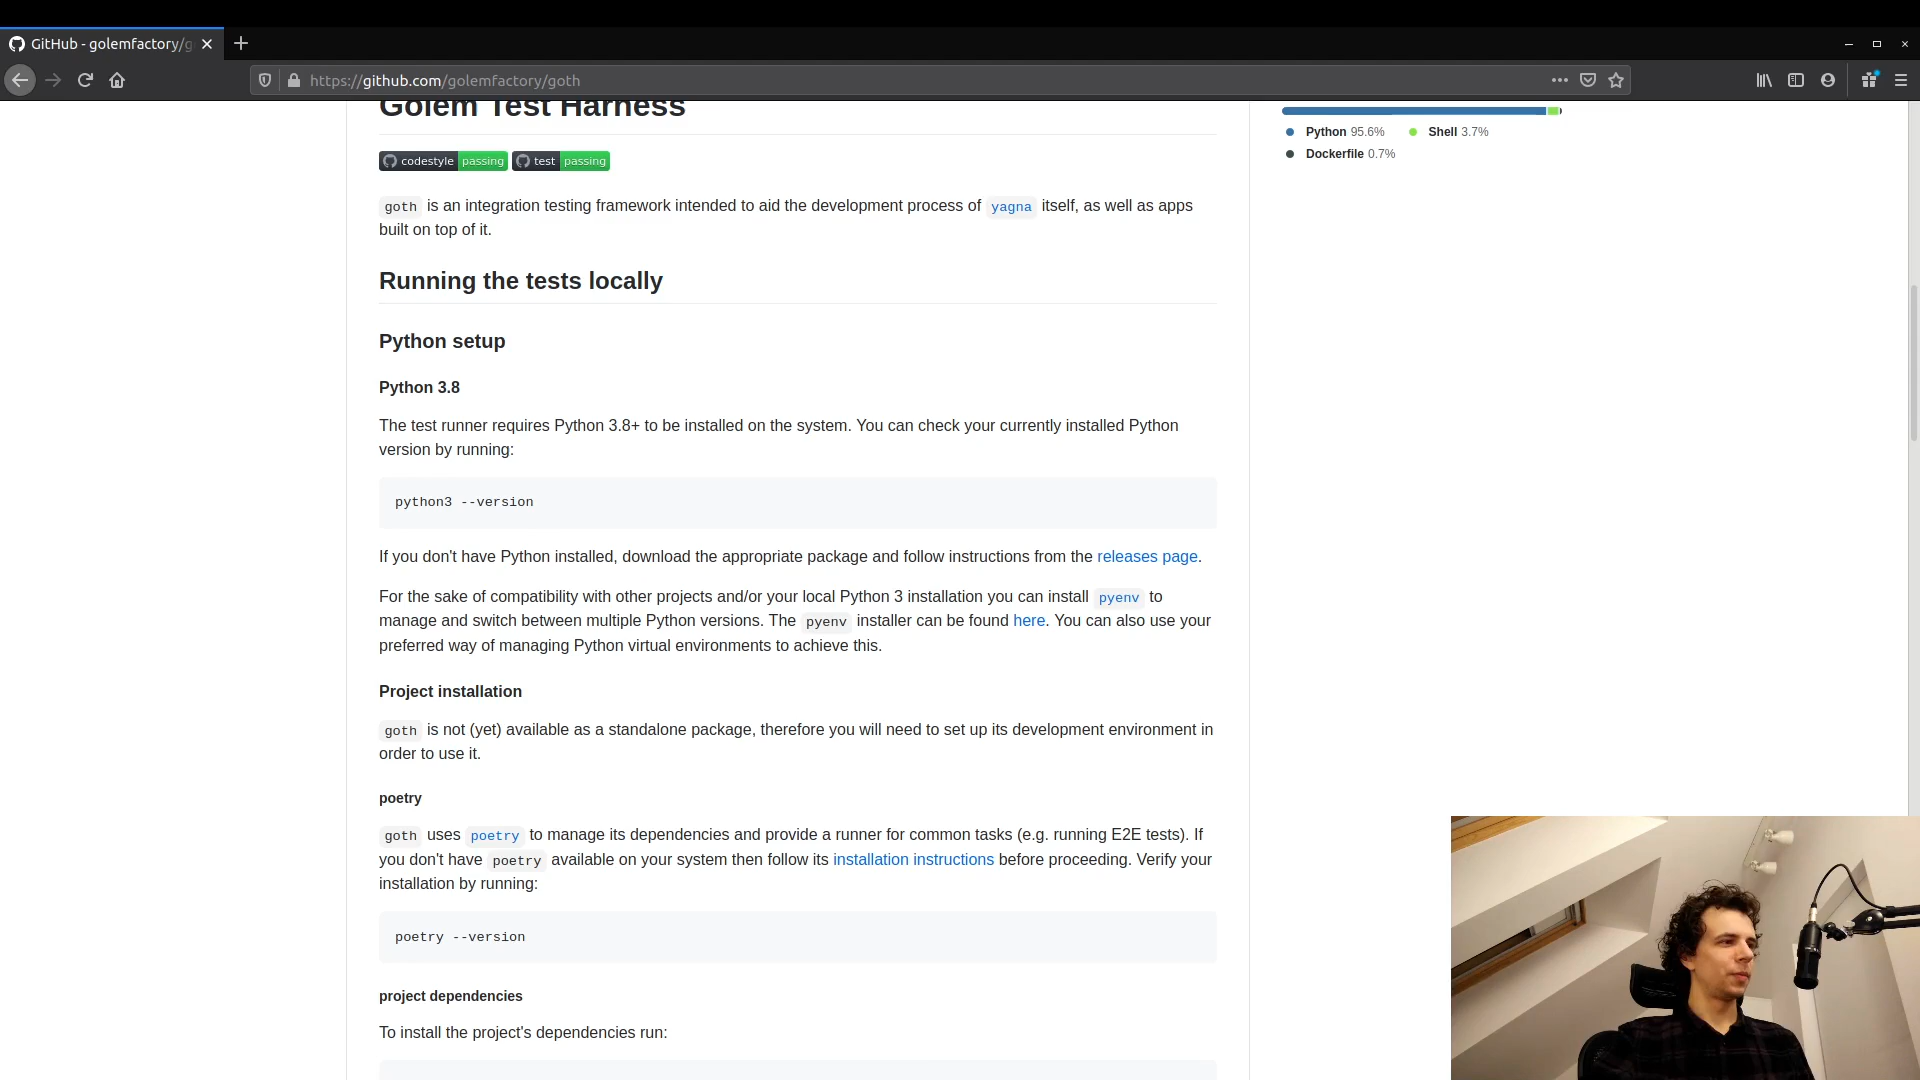 GitHub - golemfactory/g
https://github.com/golemfactory/goth
Golem Test Harness
codestyle passing test passing
Python 95.6% Shell 3.7%
Dockerfile 0.7%
goth is an integration testing framework intended to aid the development process of yagna itself, as well as apps
built on top of it.
Running the tests locally
Python setup
Python 3.8
The test runner requires Python 3.8+ to be installed on the system. You can check your currently installed Python
version by running:
python3 --version
If you don't have Python installed, download the appropriate package and follow instructions from the releases page.
For the sake of compatibility with other projects and/or your local Python 3 installation you can install pyenv to
manage and switch between multiple Python versions. The pyenv installer can be found here. You can also use your
preferred way of managing Python virtual environments to achieve this.
Project installation
goth is not (yet) available as a standalone package, therefore you will need to set up its development environment in
order to use it.
poetry
goth uses poetry to manage its dependencies and provide a runner for common tasks (e.g. running E2E tests). If
you don't have poetry available on your system then follow its installation instructions before proceeding. Verify your
installation by running:
poetry --version
project dependencies
To install the project's dependencies run: